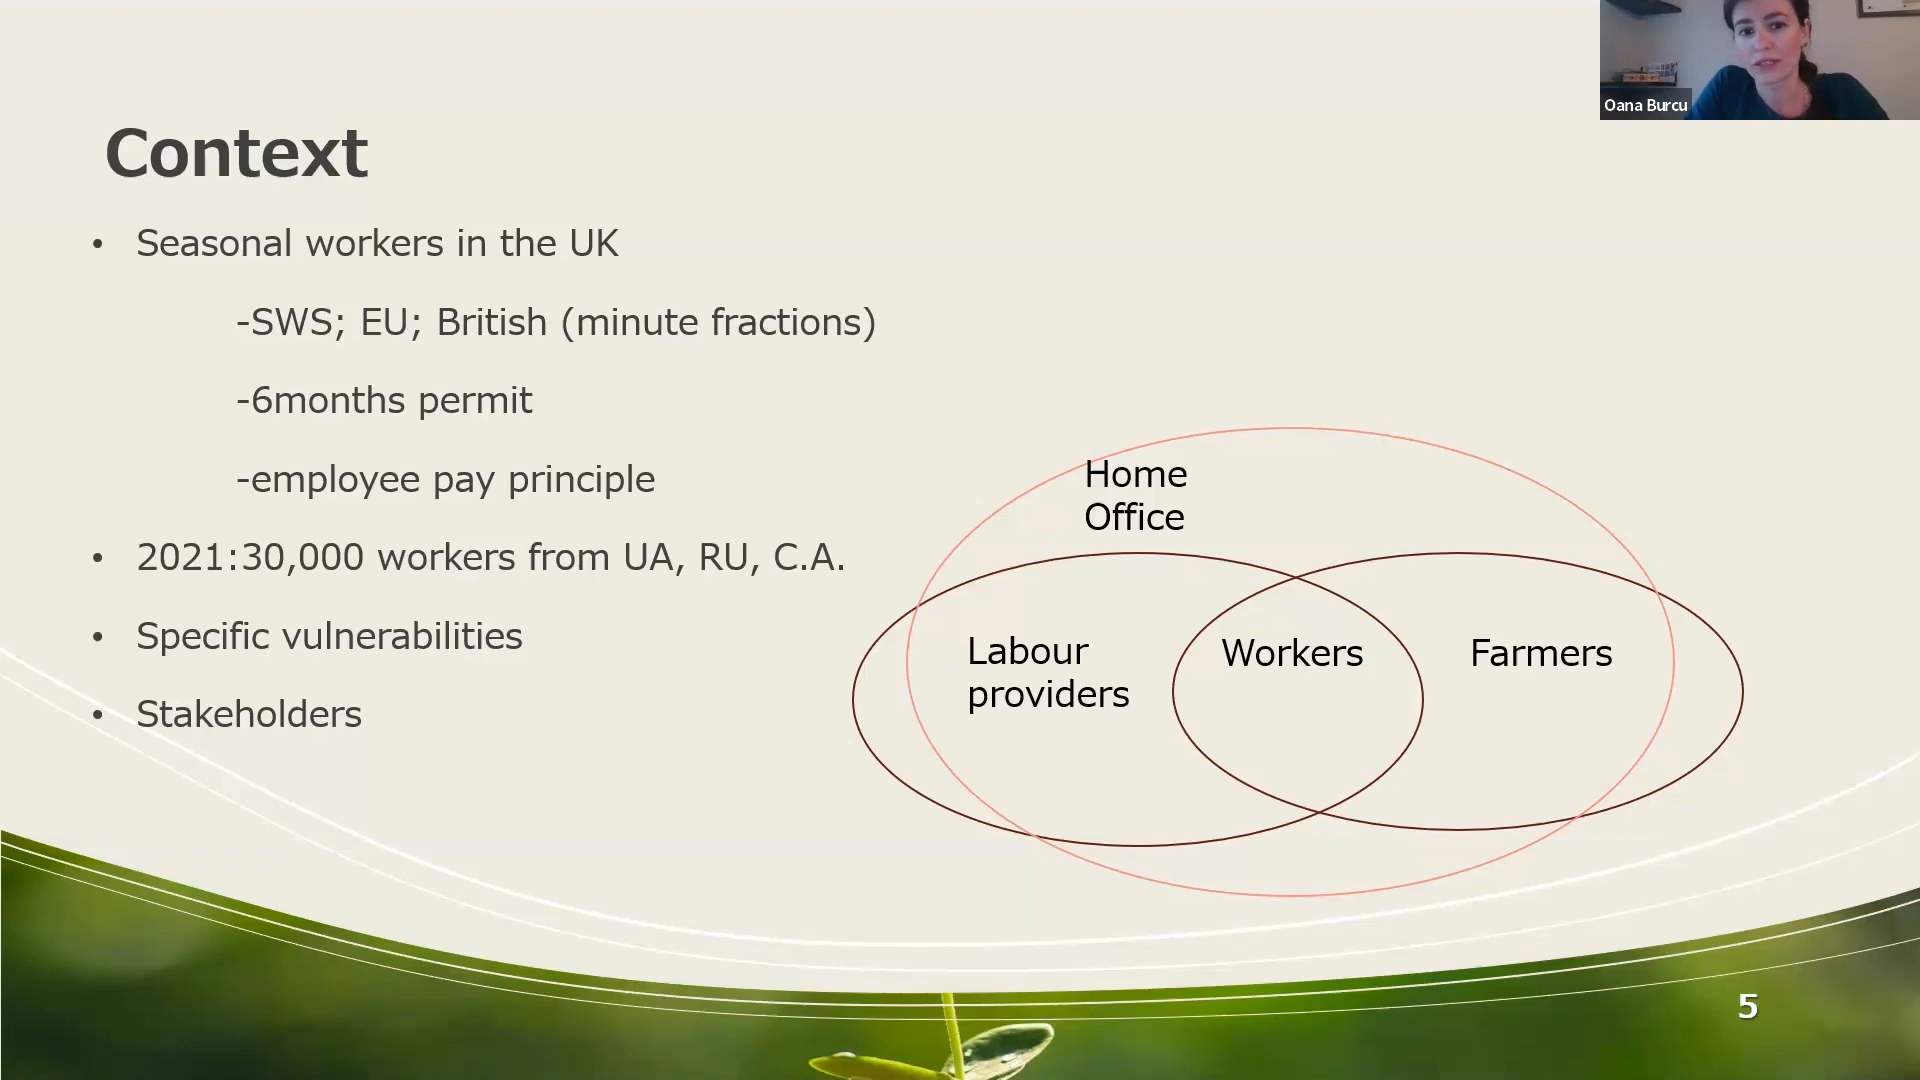 Oana Burcu
Context
• Seasonal workers in the UK
-SWS; EU; British (minute fractions)
-6months permit
-employee pay principle
• 2021:30,000 workers from UA, RU, C.A.
• Specific vulnerabilities
• Stakeholders
Home
Office
Labour
providers
Workers
Farmers
5